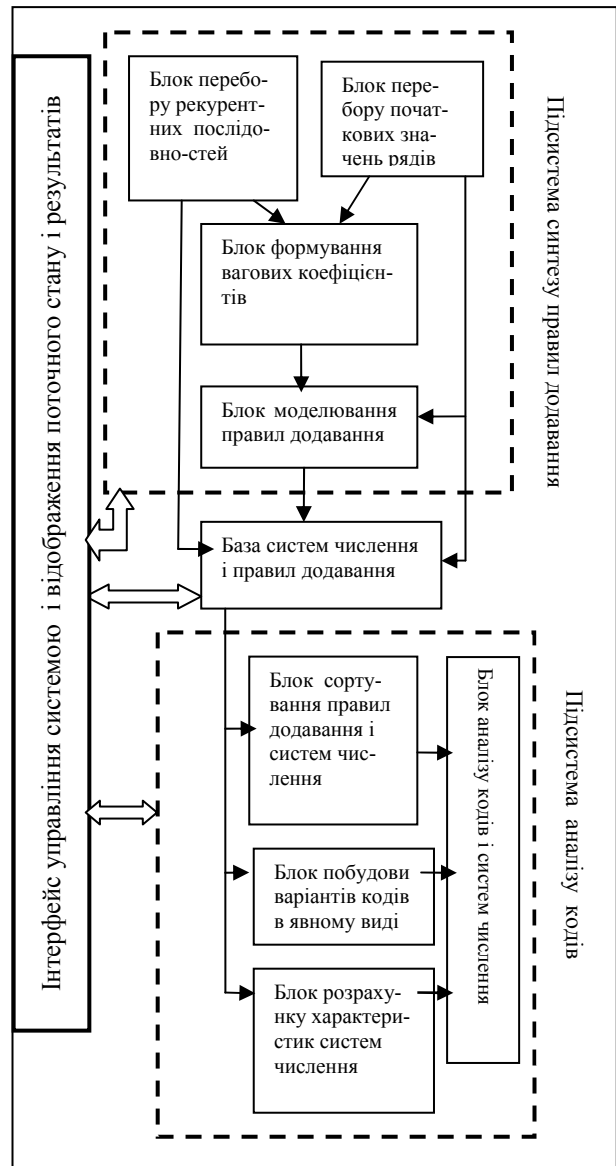 Інтерфейс управління системою і відображення поточного стану і результатів
Блок перебо-
ру рекурент-
них послідо-
вно-стей
Блок пере-
бору почат-
кових зна-
чень рядів
Блок формування
вагових коефіцієн-
тів
Блок моделювання
правил додавання
Підсистема синтезу правил додавання
База систем числення
і правил додавання
Блок сорту-
вання правил
додавання і
систем чис-
лення
Блок побудови
варіантів кодів
в явному виді
Блок розраху-
нку характери-
стик систем
числення
Блок аналізу кодів і систем числення
Підсистема аналізу кодів